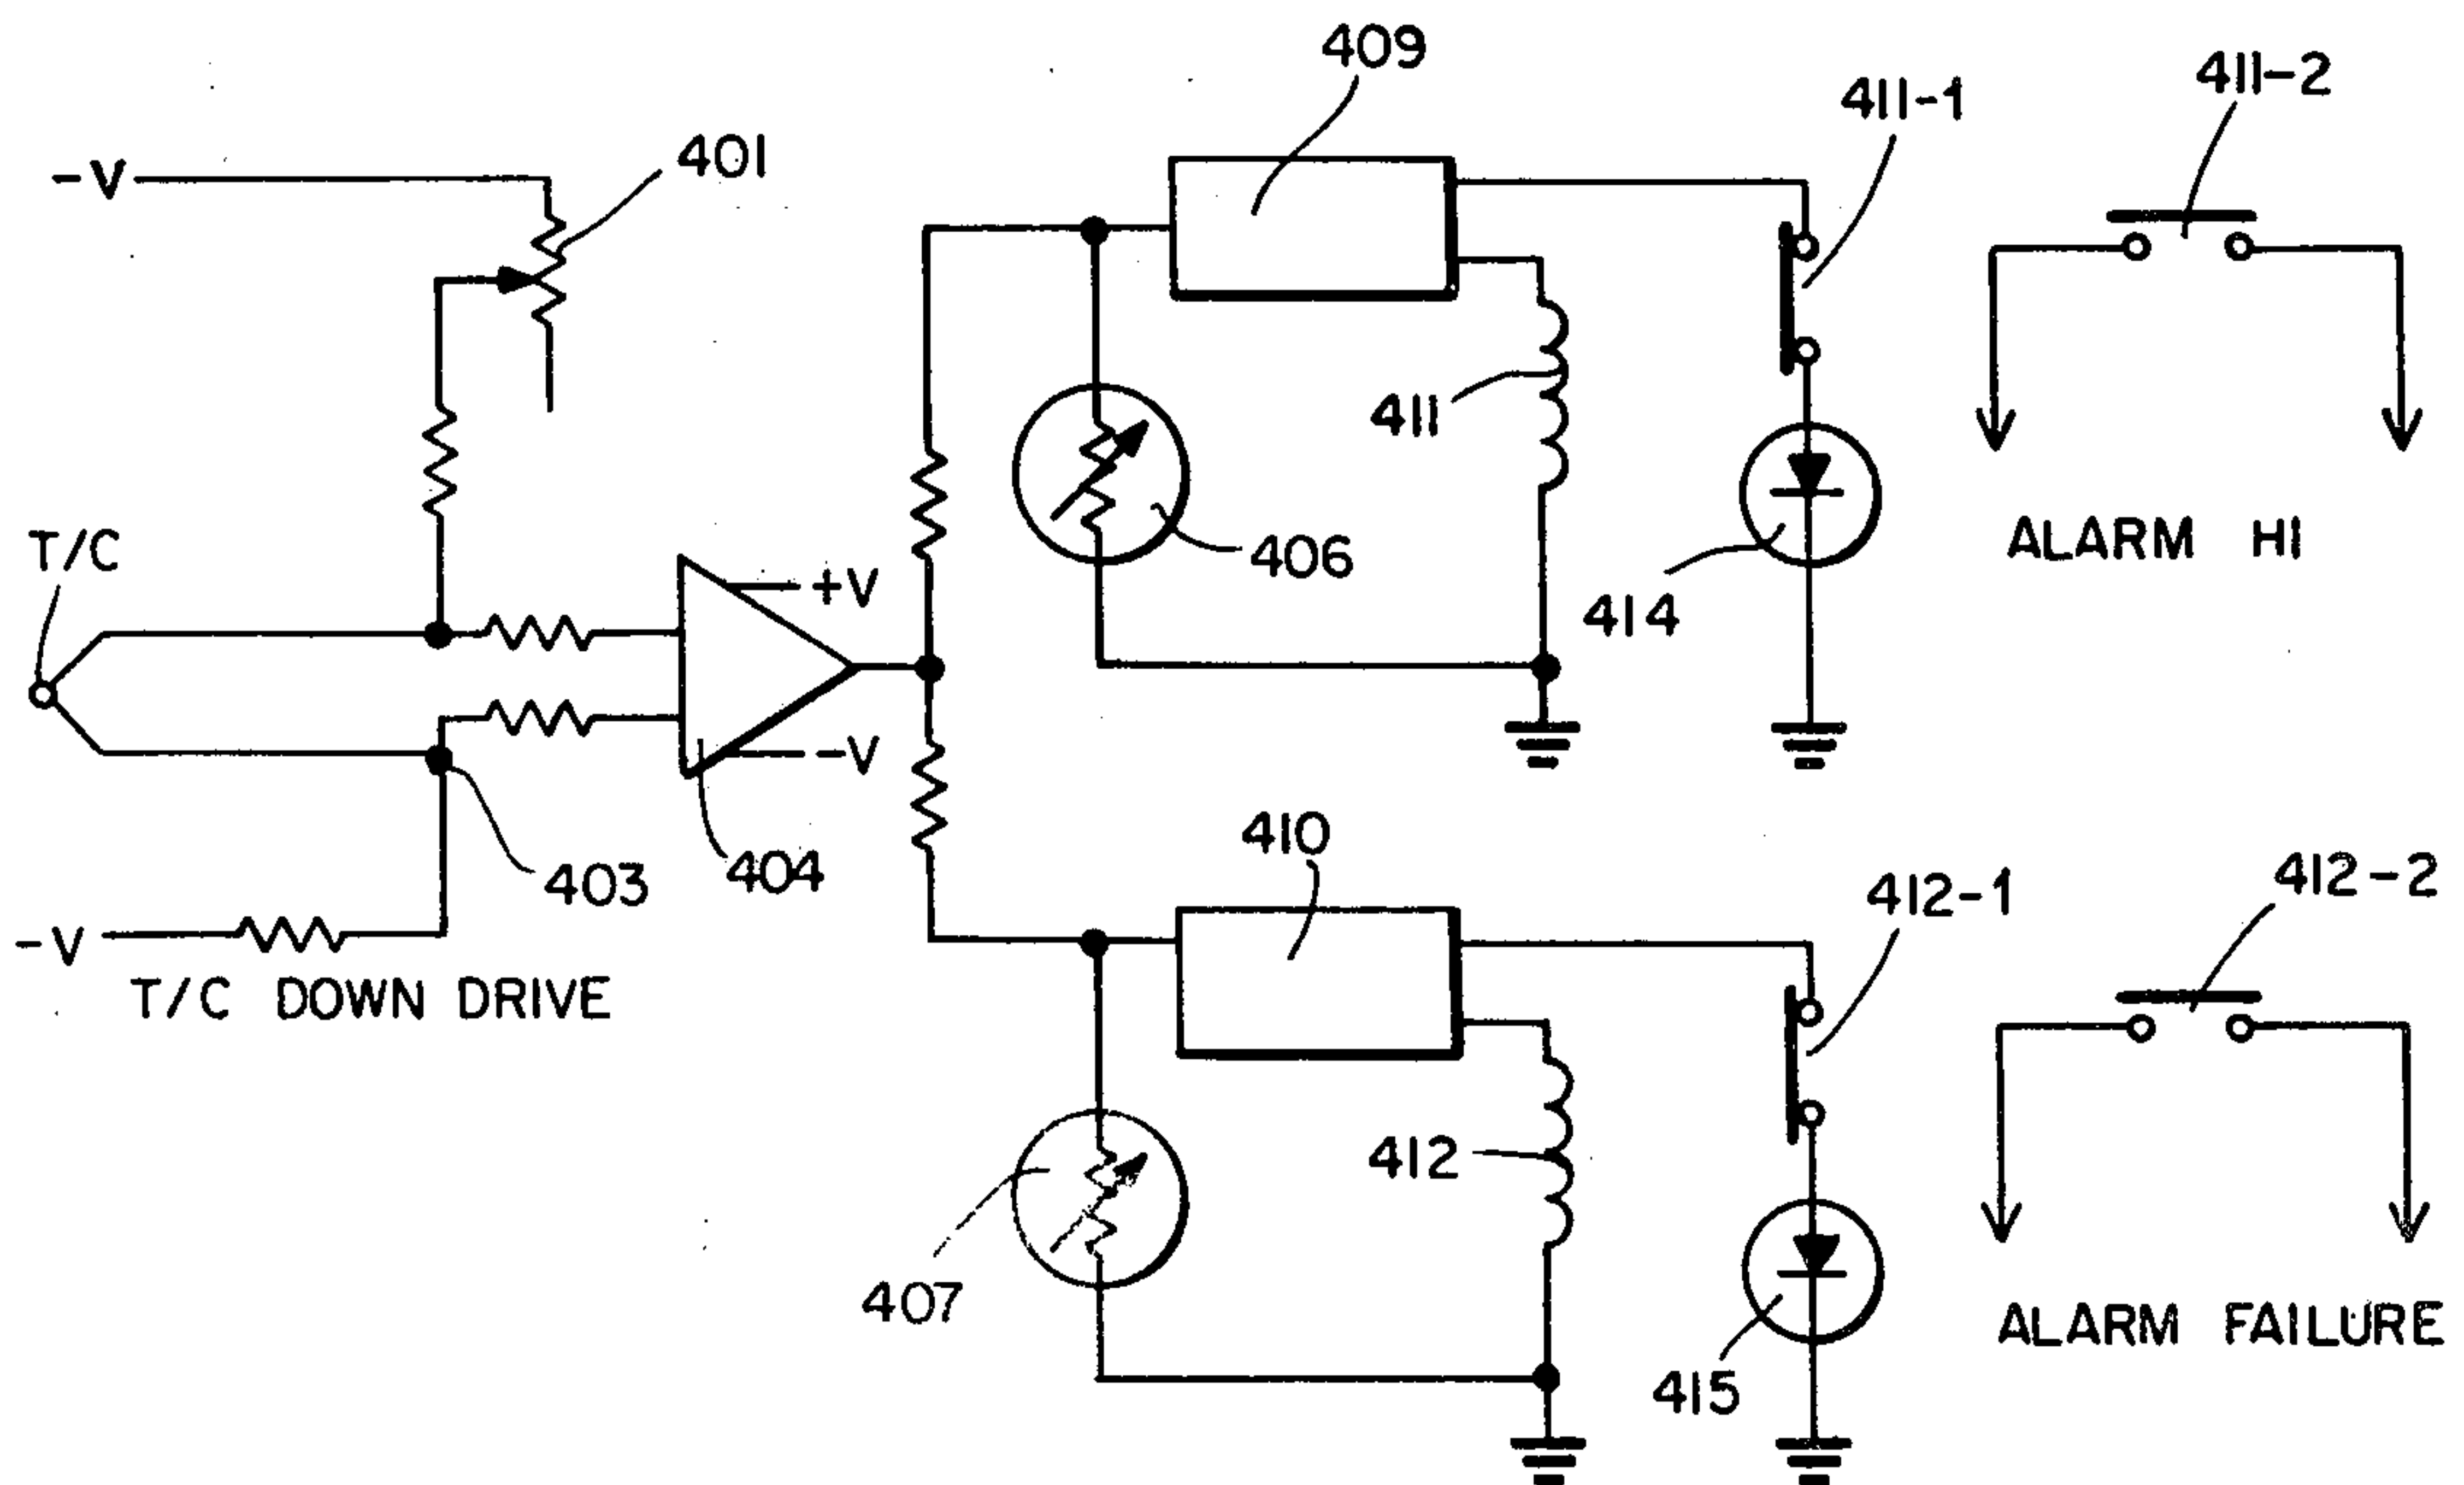 409
411-2
411-1
401
-V
411
406
T/C
+V
414
ALARM HI
-V
410
404
403
412-1
412-2
-V
T/C DOWN DRIVE
412
407
415
ALARM FAILURE